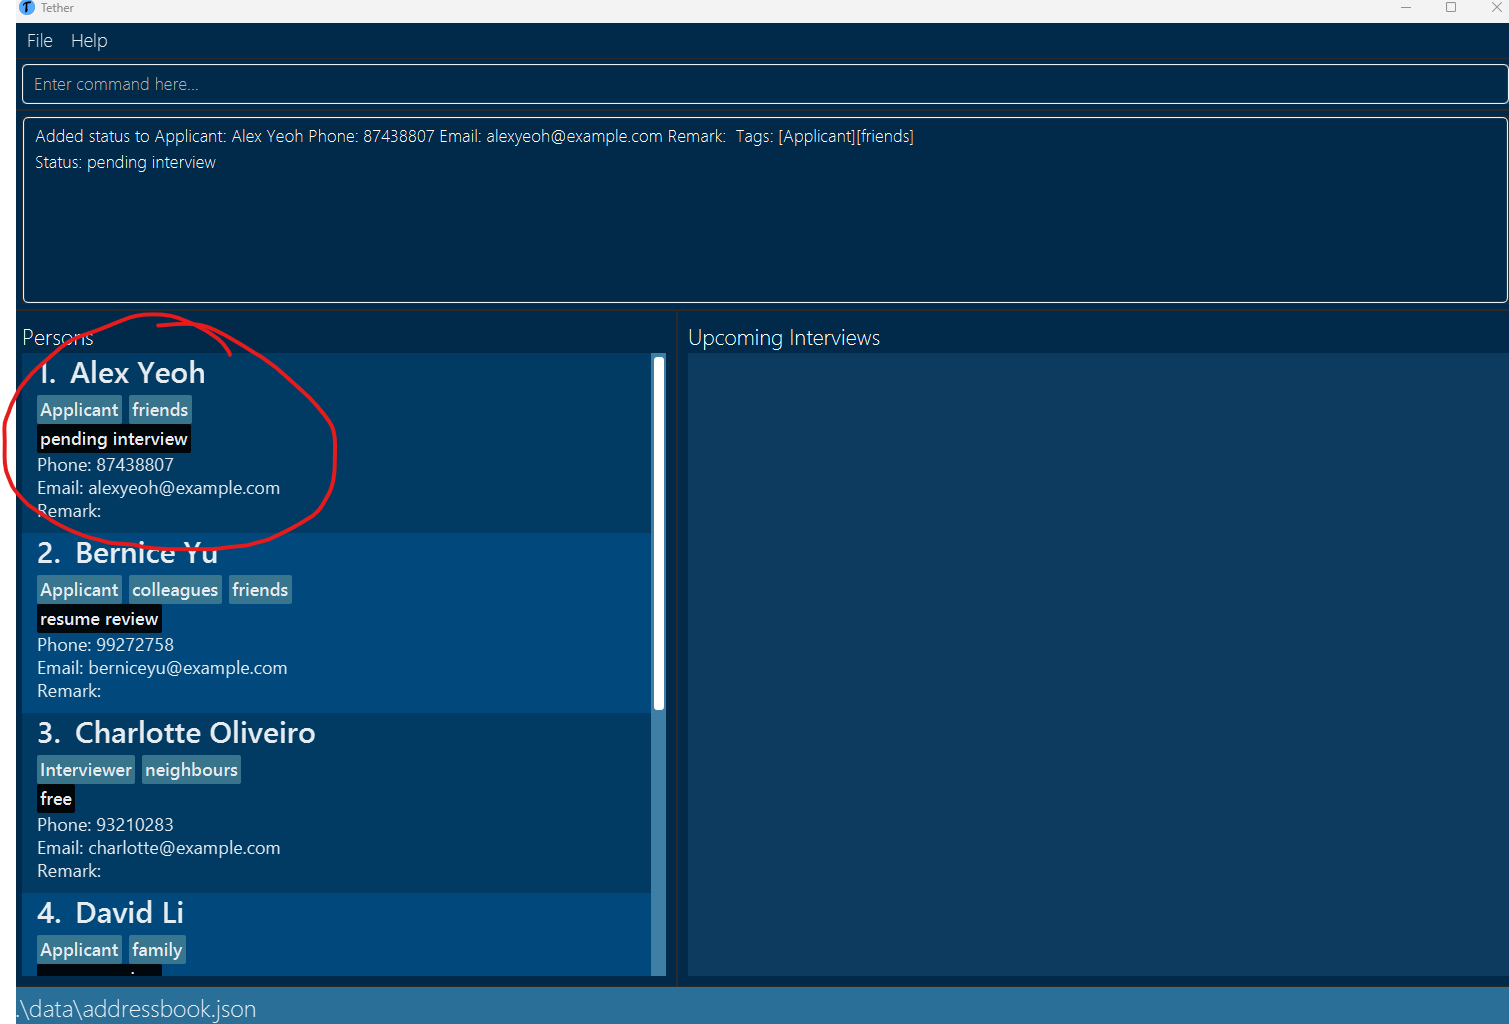 Tether
File Help
Enter command here...
Added status to Applicant: Alex Yeoh Phone: 87438807 Email: alexyeoh@example.com Remark:  Tags: [Applicant][friends]
Status: pending interview
Persons
1. Alex Yeoh
Applicant friends
pending interview
Phone: 87438807
Email: alexyeoh@example.com
Remark:
2. Bernice Yu
Applicant colleagues friends
resume review
Phone: 99272758
Email: berniceyu@example.com
Remark:
3. Charlotte Oliveiro
Interviewer neighbours
free
Phone: 93210283
Email: charlotte@example.com
Remark:
4. David Li
Applicant family
Upcoming Interviews
.\data\addressbook.json